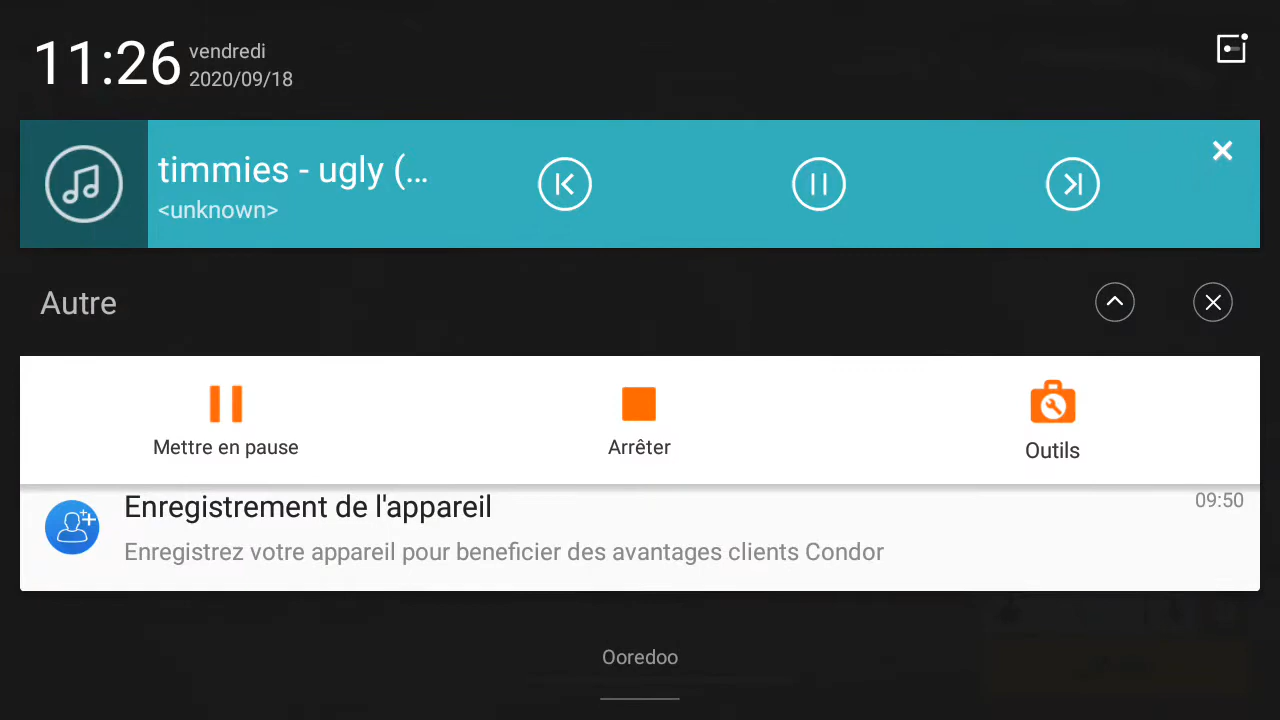 11:26
vendredi
2020/09/18
timmies - ugly (...
<unknown>
Autre
Mettre en pause
Arrêter
Outils
Enregistrement de l'appareil
09:50
Enregistrez votre appareil pour beneficier des avantages clients Condor
Ooredoo